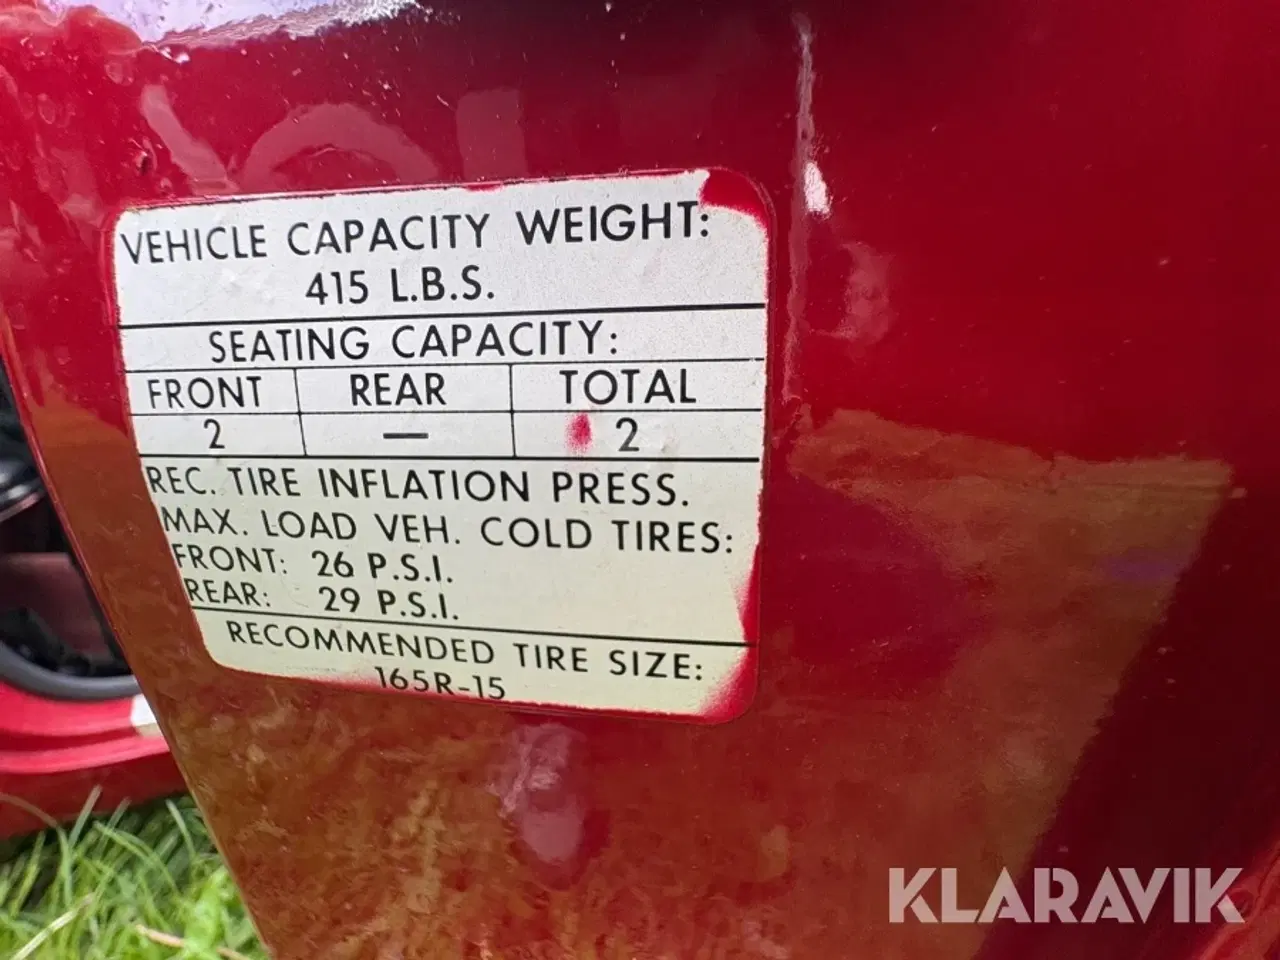 VEHICLE CAPACITY WEIGHT:
415 L.B.S.
SEATING CAPACITY:
FRONT REAR TOTAL
2 — 2
REC. TIRE INFLATION PRESS.
MAX. LOAD VEH. COLD TIRES:
FRONT: 26 P.S.I.
REAR: 29 P.S.I.
RECOMMENDED TIRE SIZE:
165R-15
KLARAVIK